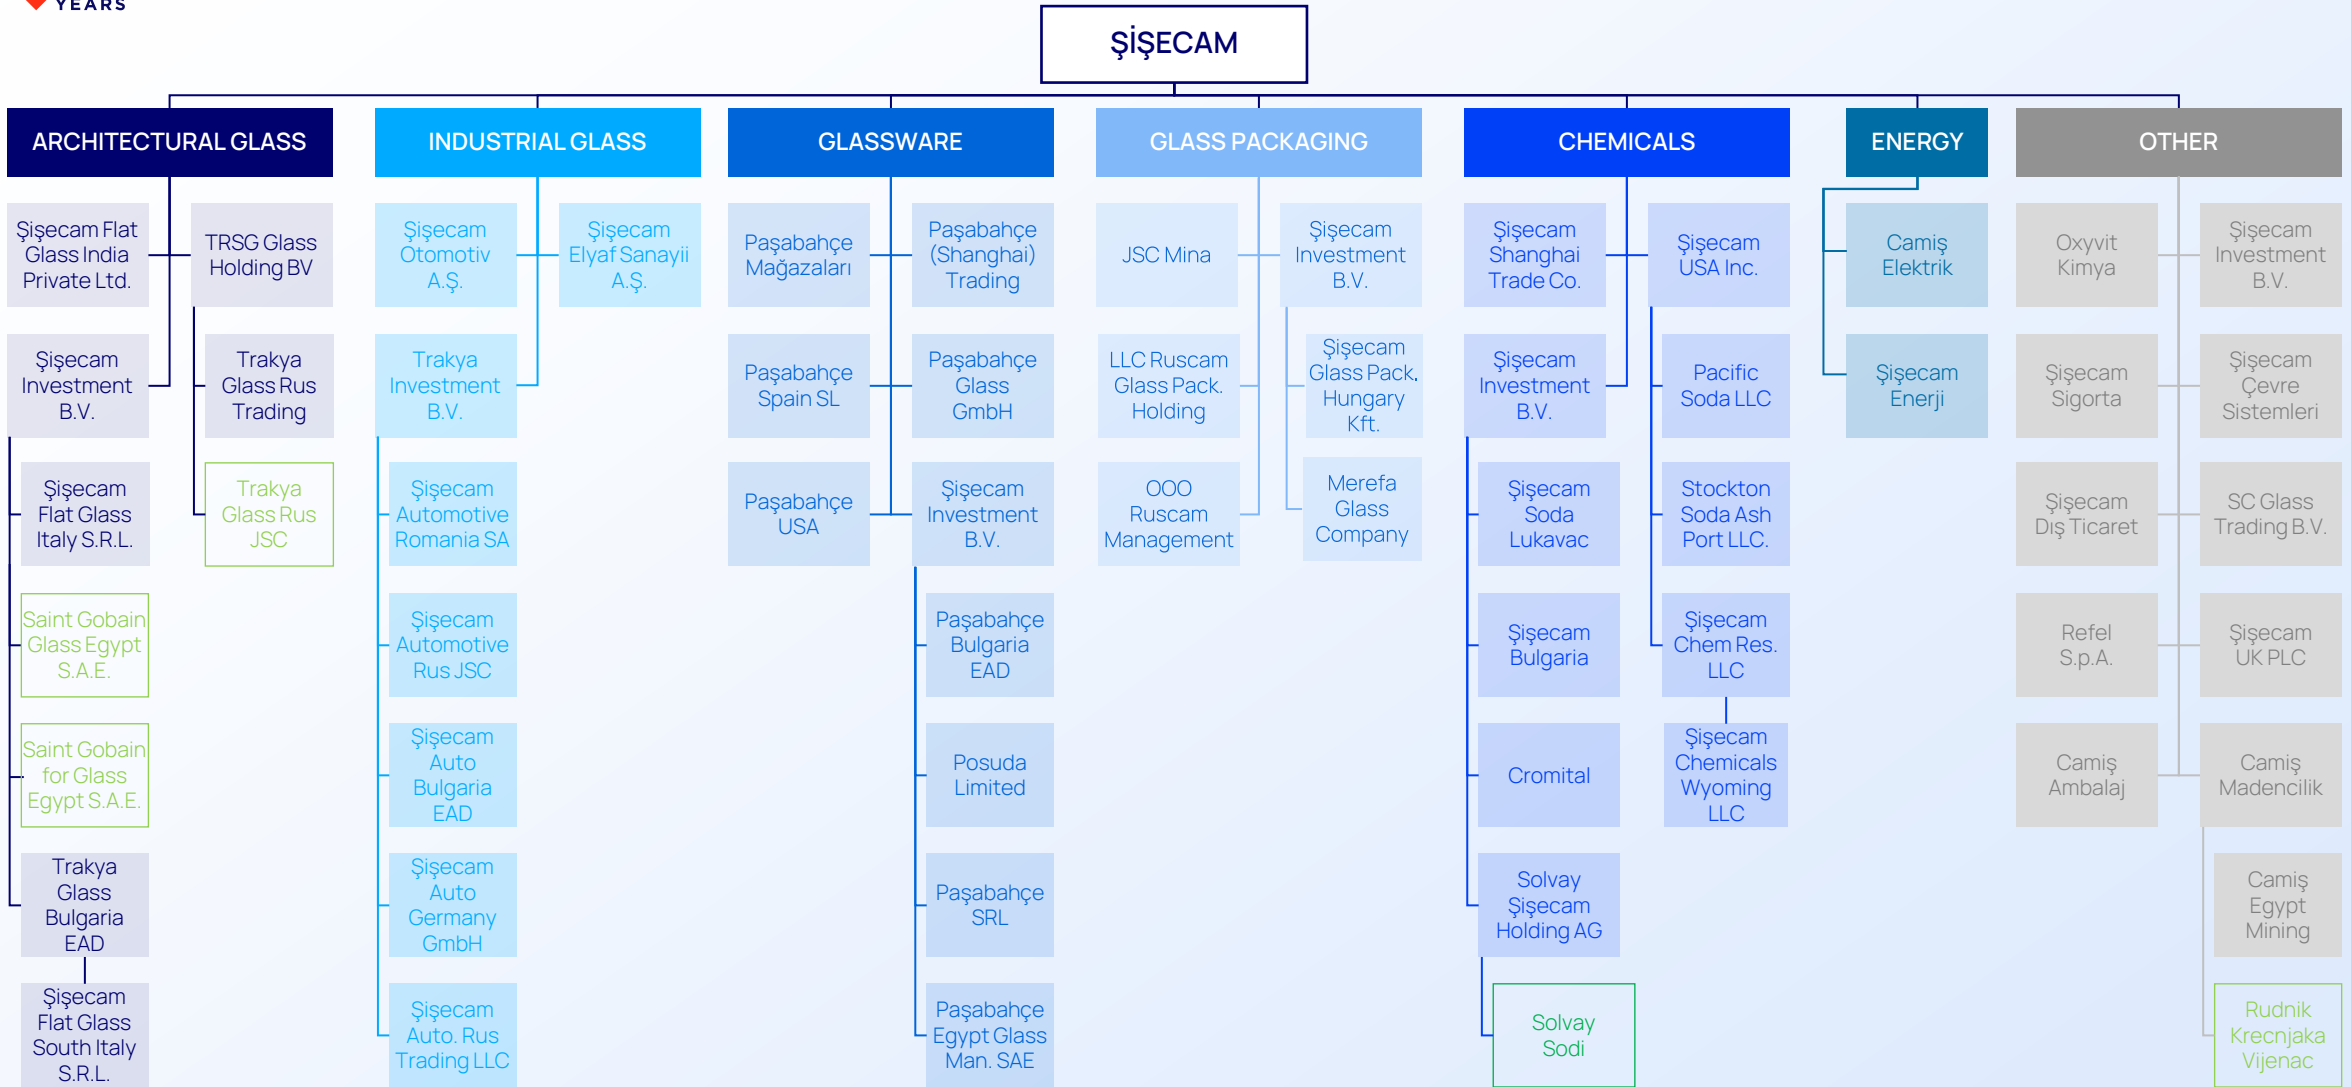 YEARS
ŞİŞECAM
ARCHITECTURAL GLASS
INDUSTRIAL GLASS
GLASSWARE
GLASS PACKAGING
CHEMICALS
ENERGY
OTHER
Şişecam Flat
Glass India
Private Ltd.
TRSG Glass
Holding BV
Şişecam
Investment
B.V.
Trakya
Glass Rus
Trading
Şişecam
Flat Glass
Italy S.R.L.
Trakya
Glass Rus
JSC
Saint Gobain
Glass Egypt
S.A.E.
Saint Gobain
for Glass
Egypt S.A.E.
Trakya
Glass
Bulgaria
EAD
Şişecam
Flat Glass
South Italy
S.R.L.
Şişecam
Otomotiv
A.Ş.
Şişecam
Elyaf Sanayii
A.Ş.
Trakya
Investment
B.V.
Şişecam
Automotive
Romania SA
Şişecam
Automotive
Rus JSC
Şişecam
Auto
Bulgaria
EAD
Şişecam
Auto
Germany
GmbH
Şişecam
Auto. Rus
Trading LLC
Paşabahçe
Mağazaları
Paşabahçe
(Shanghai)
Trading
Paşabahçe
Spain SL
Paşabahçe
Glass
GmbH
Paşabahçe
USA
Şişecam
Investment
B.V.
Paşabahçe
Bulgaria
EAD
Posuda
Limited
Paşabahçe
SRL
Paşabahçe
Egypt Glass
Man. SAE
JSC Mina
Şişecam
Investment
B.V.
LLC Ruscam
Glass Pack.
Holding
Şişecam
Glass Pack.
Hungary
Kft.
OOO
Ruscam
Management
Merefa
Glass
Company
Şişecam
Shanghai
Trade Co.
Şişecam
USA Inc.
Şişecam
Investment
B.V.
Pacific
Soda LLC
Şişecam
Soda
Lukavac
Stockton
Soda Ash
Port LLC.
Şişecam
Bulgaria
Şişecam
Chem Res.
LLC
Cromital
Şişecam
Chemicals
Wyoming
LLC
Solvay
Şişecam
Holding AG
Solvay
Sodi
Camiş
Elektrik
Şişecam
Enerji
Oxyvit
Kimya
Şişecam
Investment
B.V.
Şişecam
Sigorta
Şişecam
Çevre
Sistemleri
Şişecam
Dış Ticaret
SC Glass
Trading B.V.
Refel
S.p.A.
Şişecam
UK PLC
Camiş
Ambalaj
Camiş
Madencilik
Camiş
Egypt
Mining
Rudnik
Krecnjaka
Vijenac